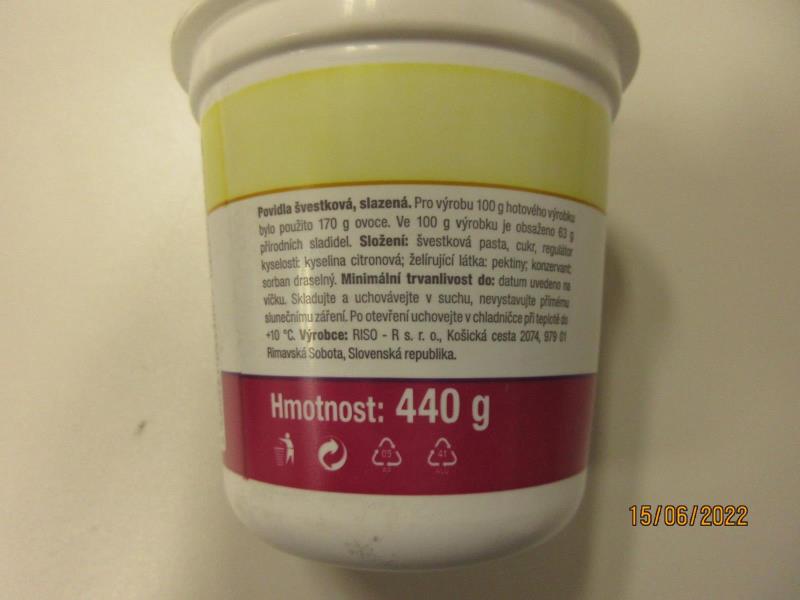 Povidla švestková, slazená. Pro výrobu 100 g hotového výrobku
bylo použito 170 g ovoce. Ve 100 g výrobku je obsaženo 63 g
přírodních sladidel. Složení: švestková pasta, cukr, regulátor
kyselosti: kyselina citronová; želírující látka: pektiny; konzervant:
sorban draselný. Minimální trvanlivost do: datum uvedeno na
víčku. Skladujte a uchovávejte v suchu, nevystavujte přímému
slunečnímu záření. Po otevření uchovejte v chladničce při teplotě do
+10 °C. Výrobce: RISO - R s. r. o., Košická cesta 2074, 979 01
Rimavská Sobota, Slovenská republika.
Hmotnost: 440 g
05 41
PP ALU
15/06/2022